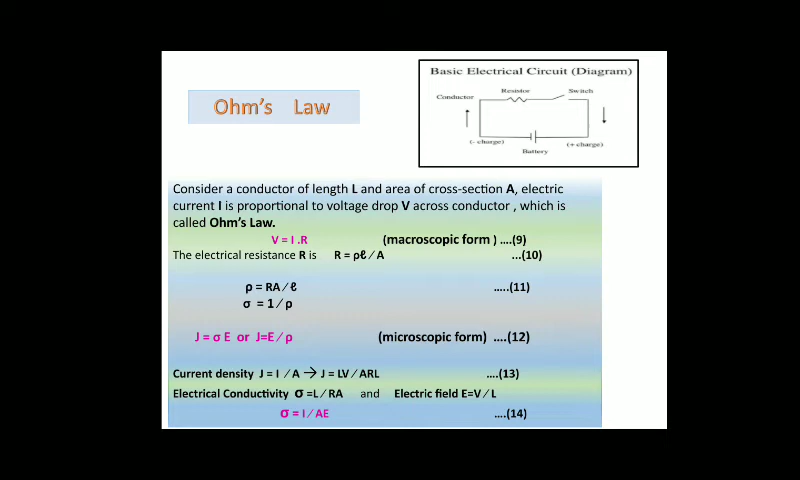 Basic Electrical Circuit (Diagram)
Resistor
Switch
Conductor
(- charge)
(+ charge)
Battery
Ohm's Law
Consider a conductor of length L and area of cross-section A, electric
current I is proportional to voltage drop V across conductor , which is
called Ohm's Law.
V = I .R (macroscopic form ) ....(9)
The electrical resistance R is R = ρℓ ∕ A ...(10)
ρ = RA ∕ ℓ .....(11)
σ = 1 ∕ ρ
J = σ E or J=E ∕ ρ (microscopic form) ....(12)
Current density J = I ∕ A → J = LV ∕ ARL ....(13)
Electrical Conductivity σ =L ∕ RA and Electric field E=V ∕ L
σ = I ∕ AE ....(14)